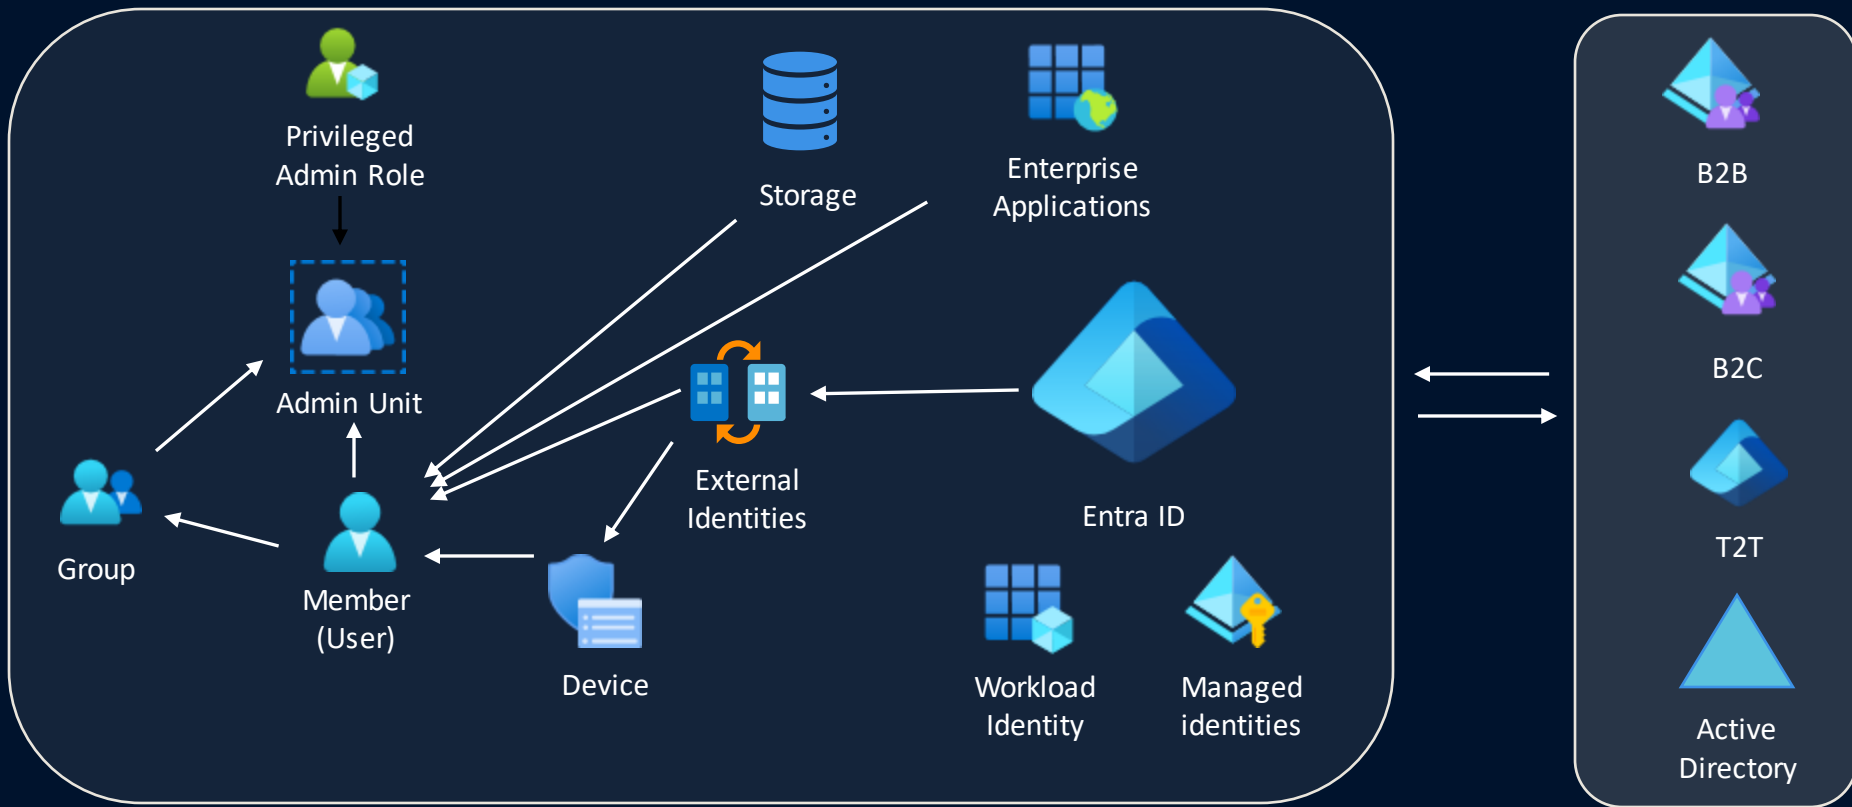 Privileged
Admin Role
Storage
Enterprise
Applications
Admin Unit
External
Identities
Entra ID
Group
Member
(User)
Device
Workload
Identity
Managed
identities
B2B
B2C
T2T
Active
Directory